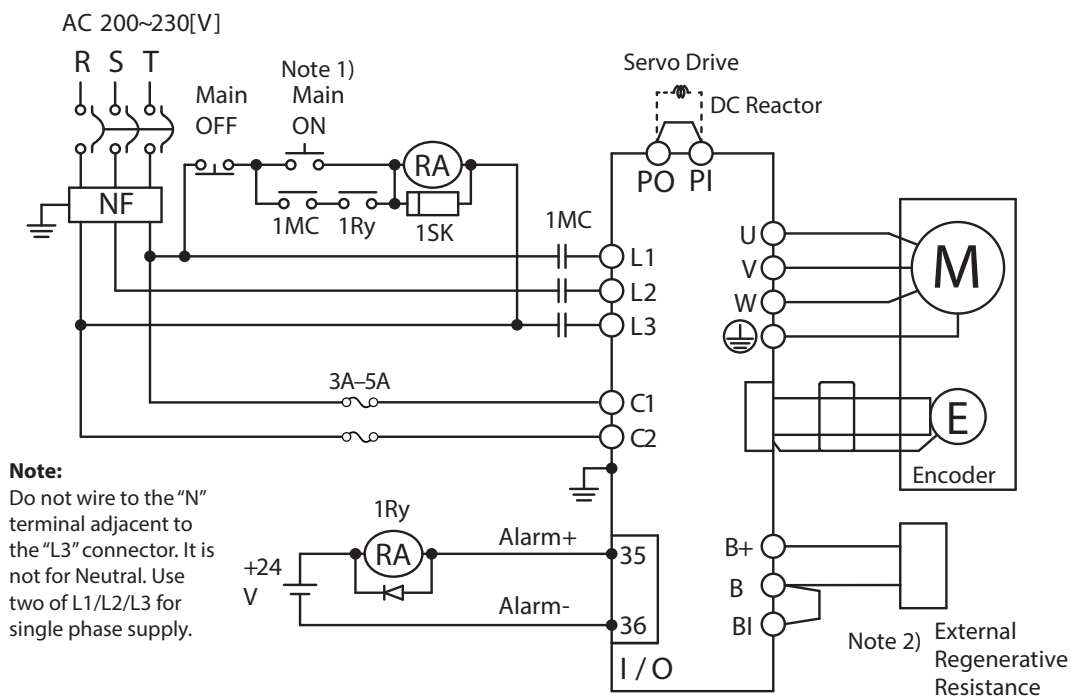 AC 200~230[V]
R S T
Note 1)
Main
OFF
Main
ON
RA
1MC
1Ry
1SK
NF
1MC
Servo Drive
DC Reactor
PO PI
L1
L2
L3
U
V
W
M
3A–5A
C1
C2
E
Encoder
Note:
Do not wire to the “N”
terminal adjacent to
the “L3” connector. It is
not for Neutral. Use
two of L1/L2/L3 for
single phase supply.
1Ry
RA
+24
V
Alarm+
Alarm-
35
36
I / O
B+
B
BI
Note 2)
External
Regenerative
Resistance